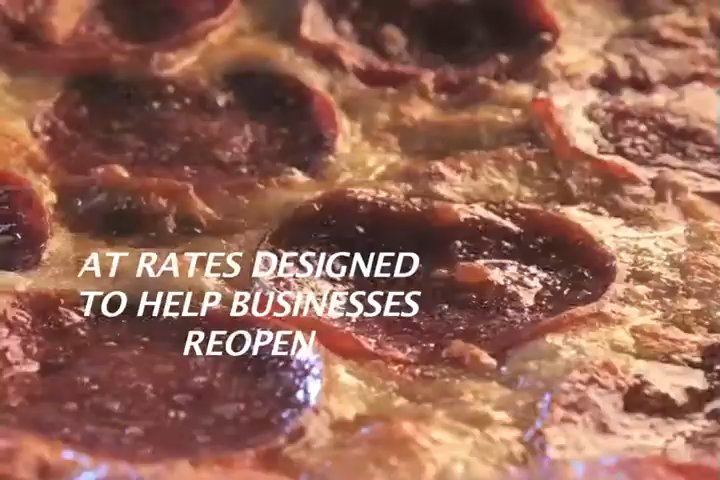 AT RATES DESIGNED
TO HELP BUSINESSES
REOPEN